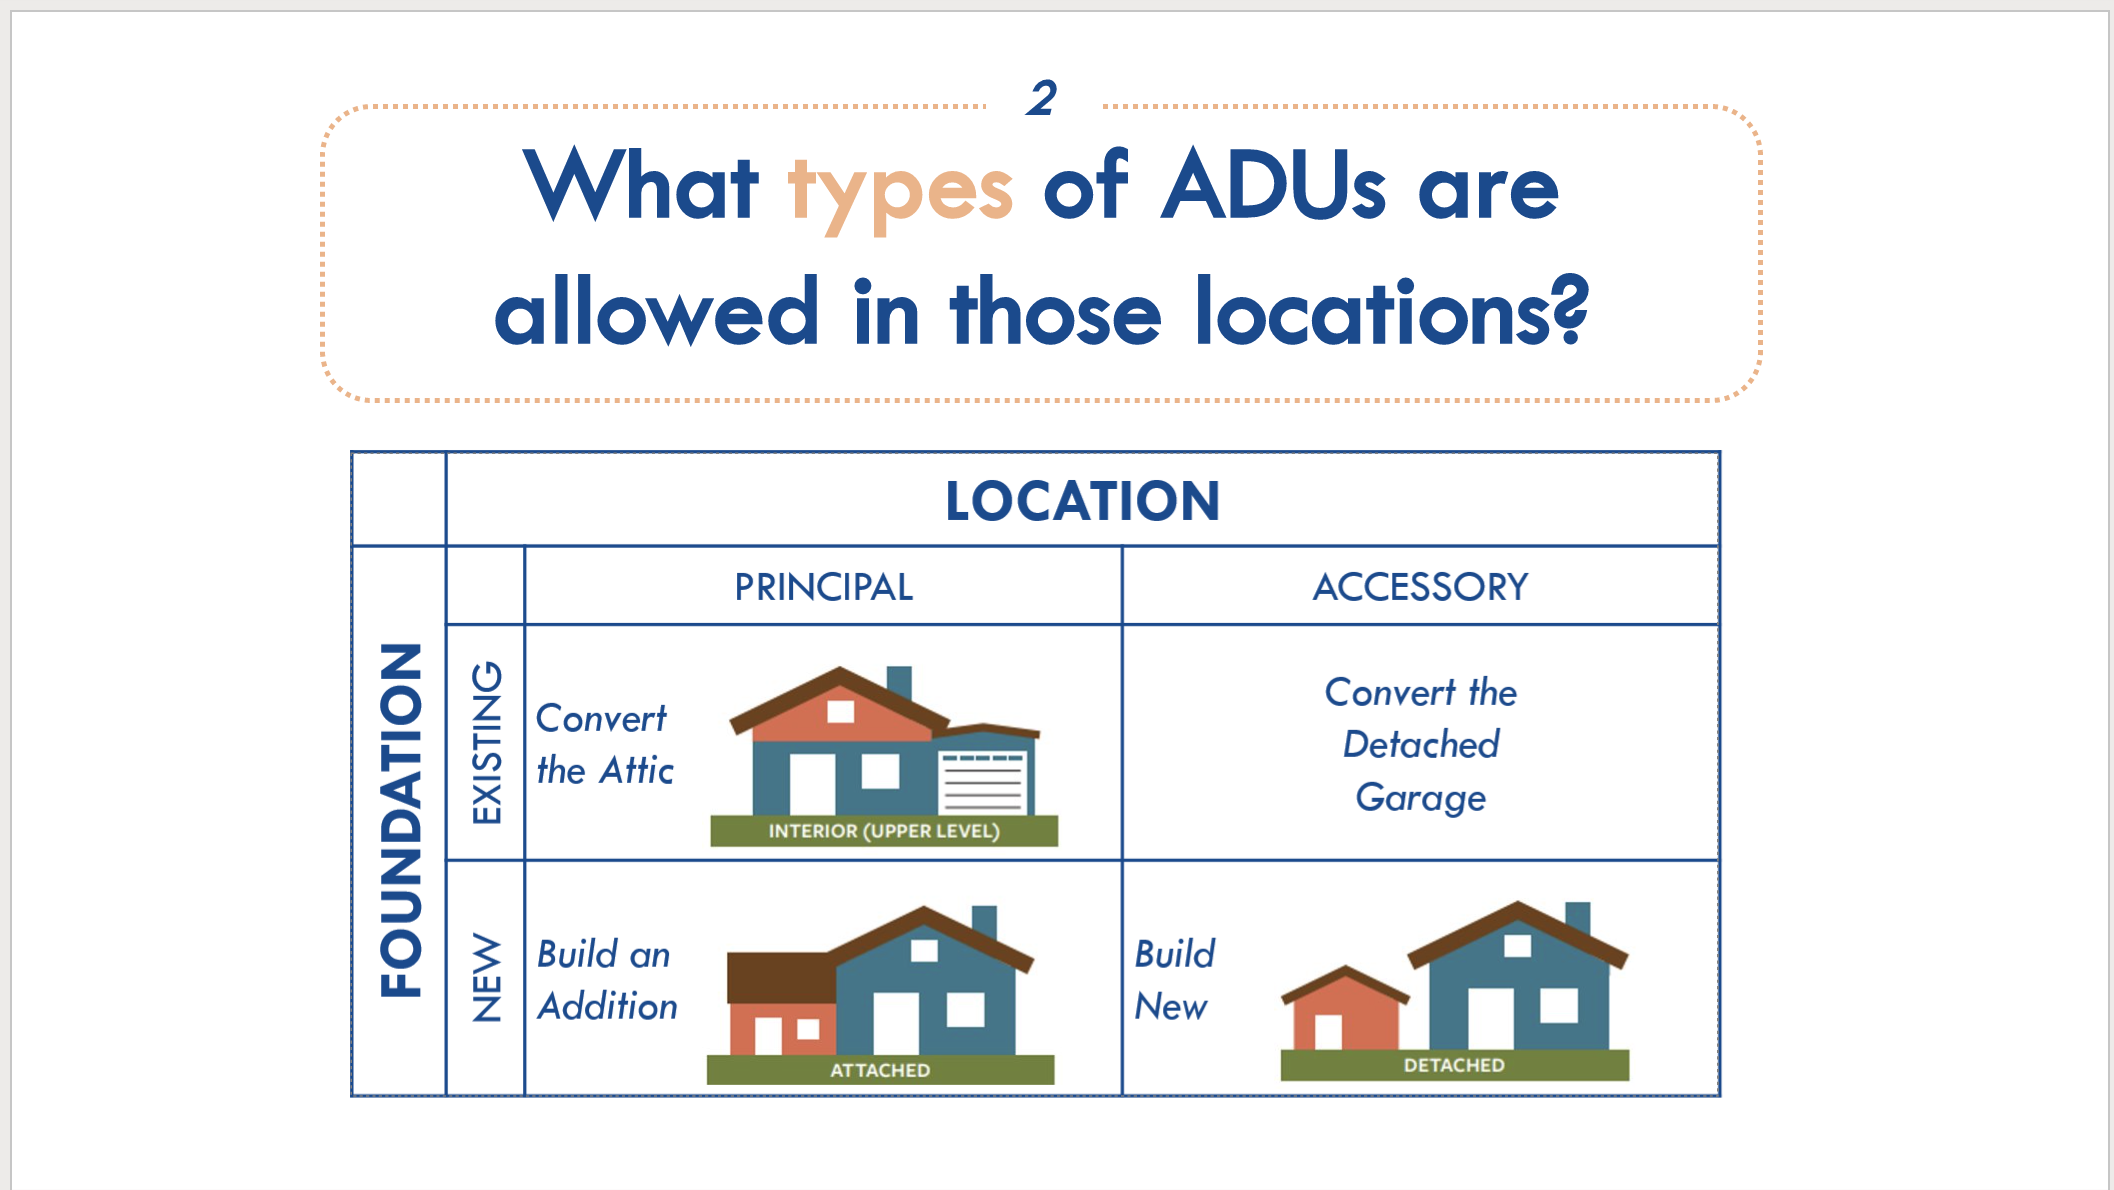 2
What types of ADUs are
allowed in those locations?
LOCATION
PRINCIPAL
ACCESSORY
FOUNDATION
EXISTING
Convert
the Attic
INTERIOR (UPPER LEVEL)
Convert the
Detached
Garage
NEW
Build an
Addition
ATTACHED
Build
New
DETACHED